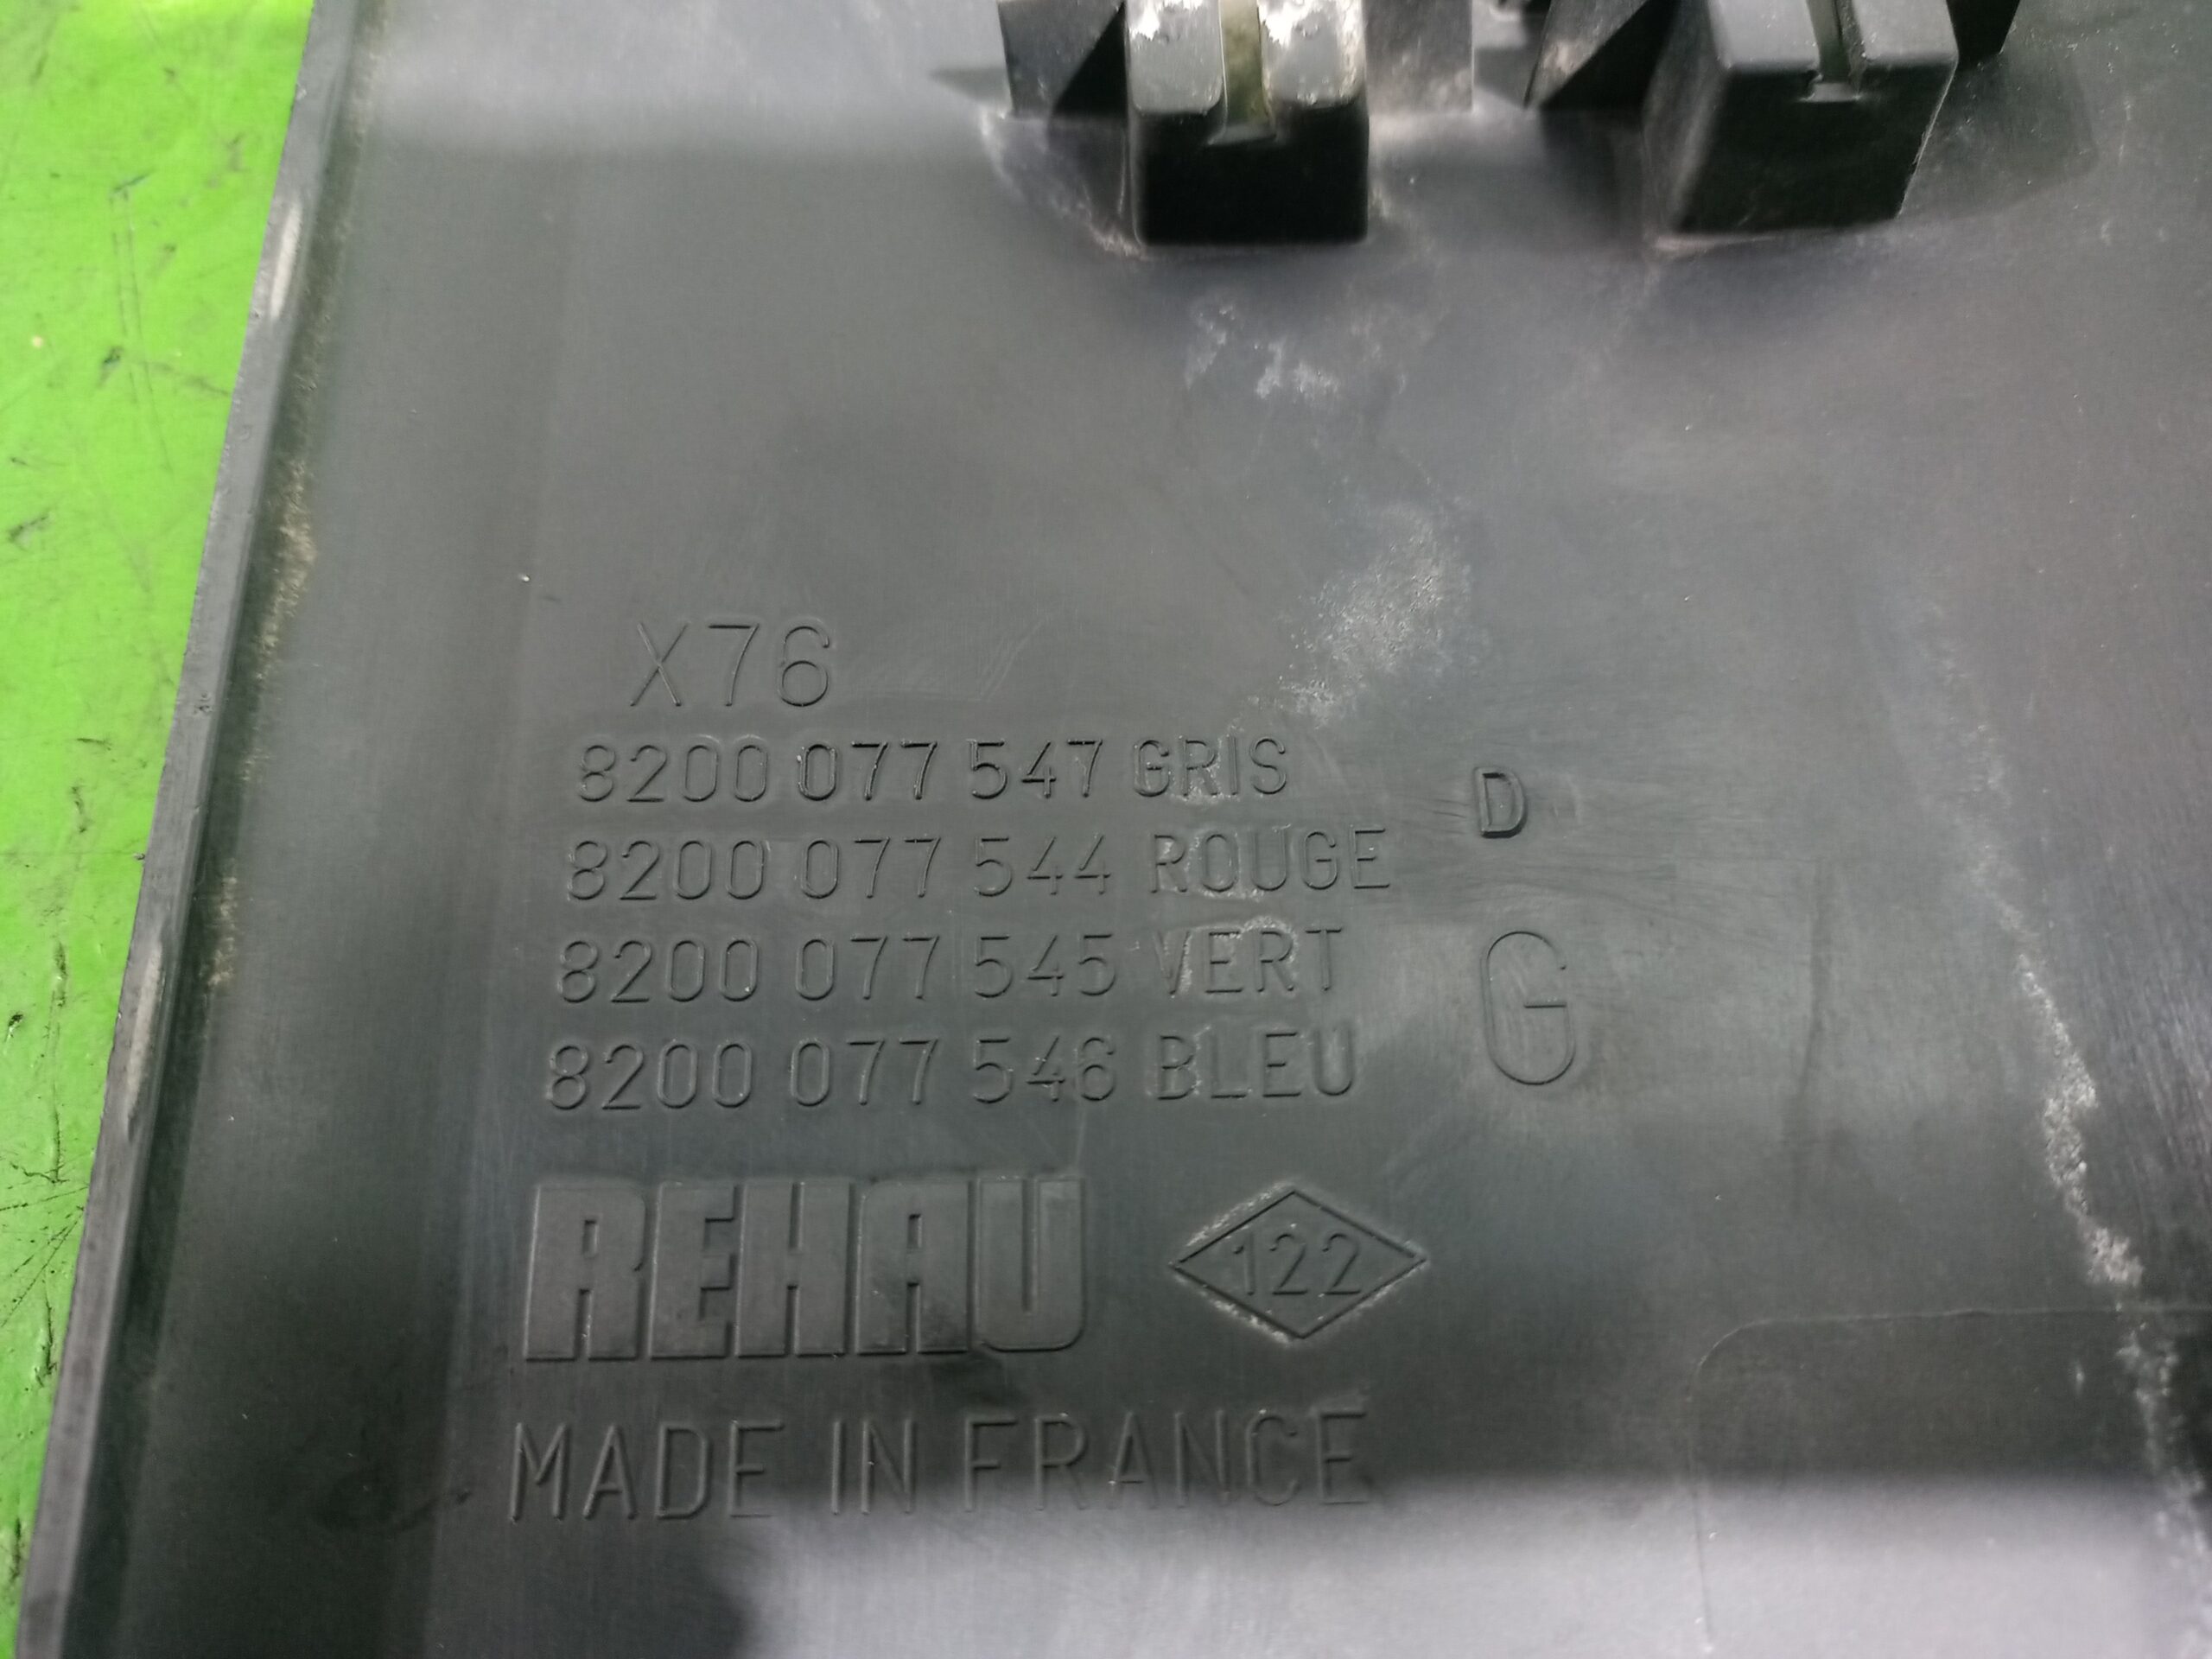 X76
8200 077 547 GRIS
8200 077 544 ROUGE
8200 077 545 VERT
8200 077 546 BLEU
D
G
REHAU
122
MADE IN FRANCE